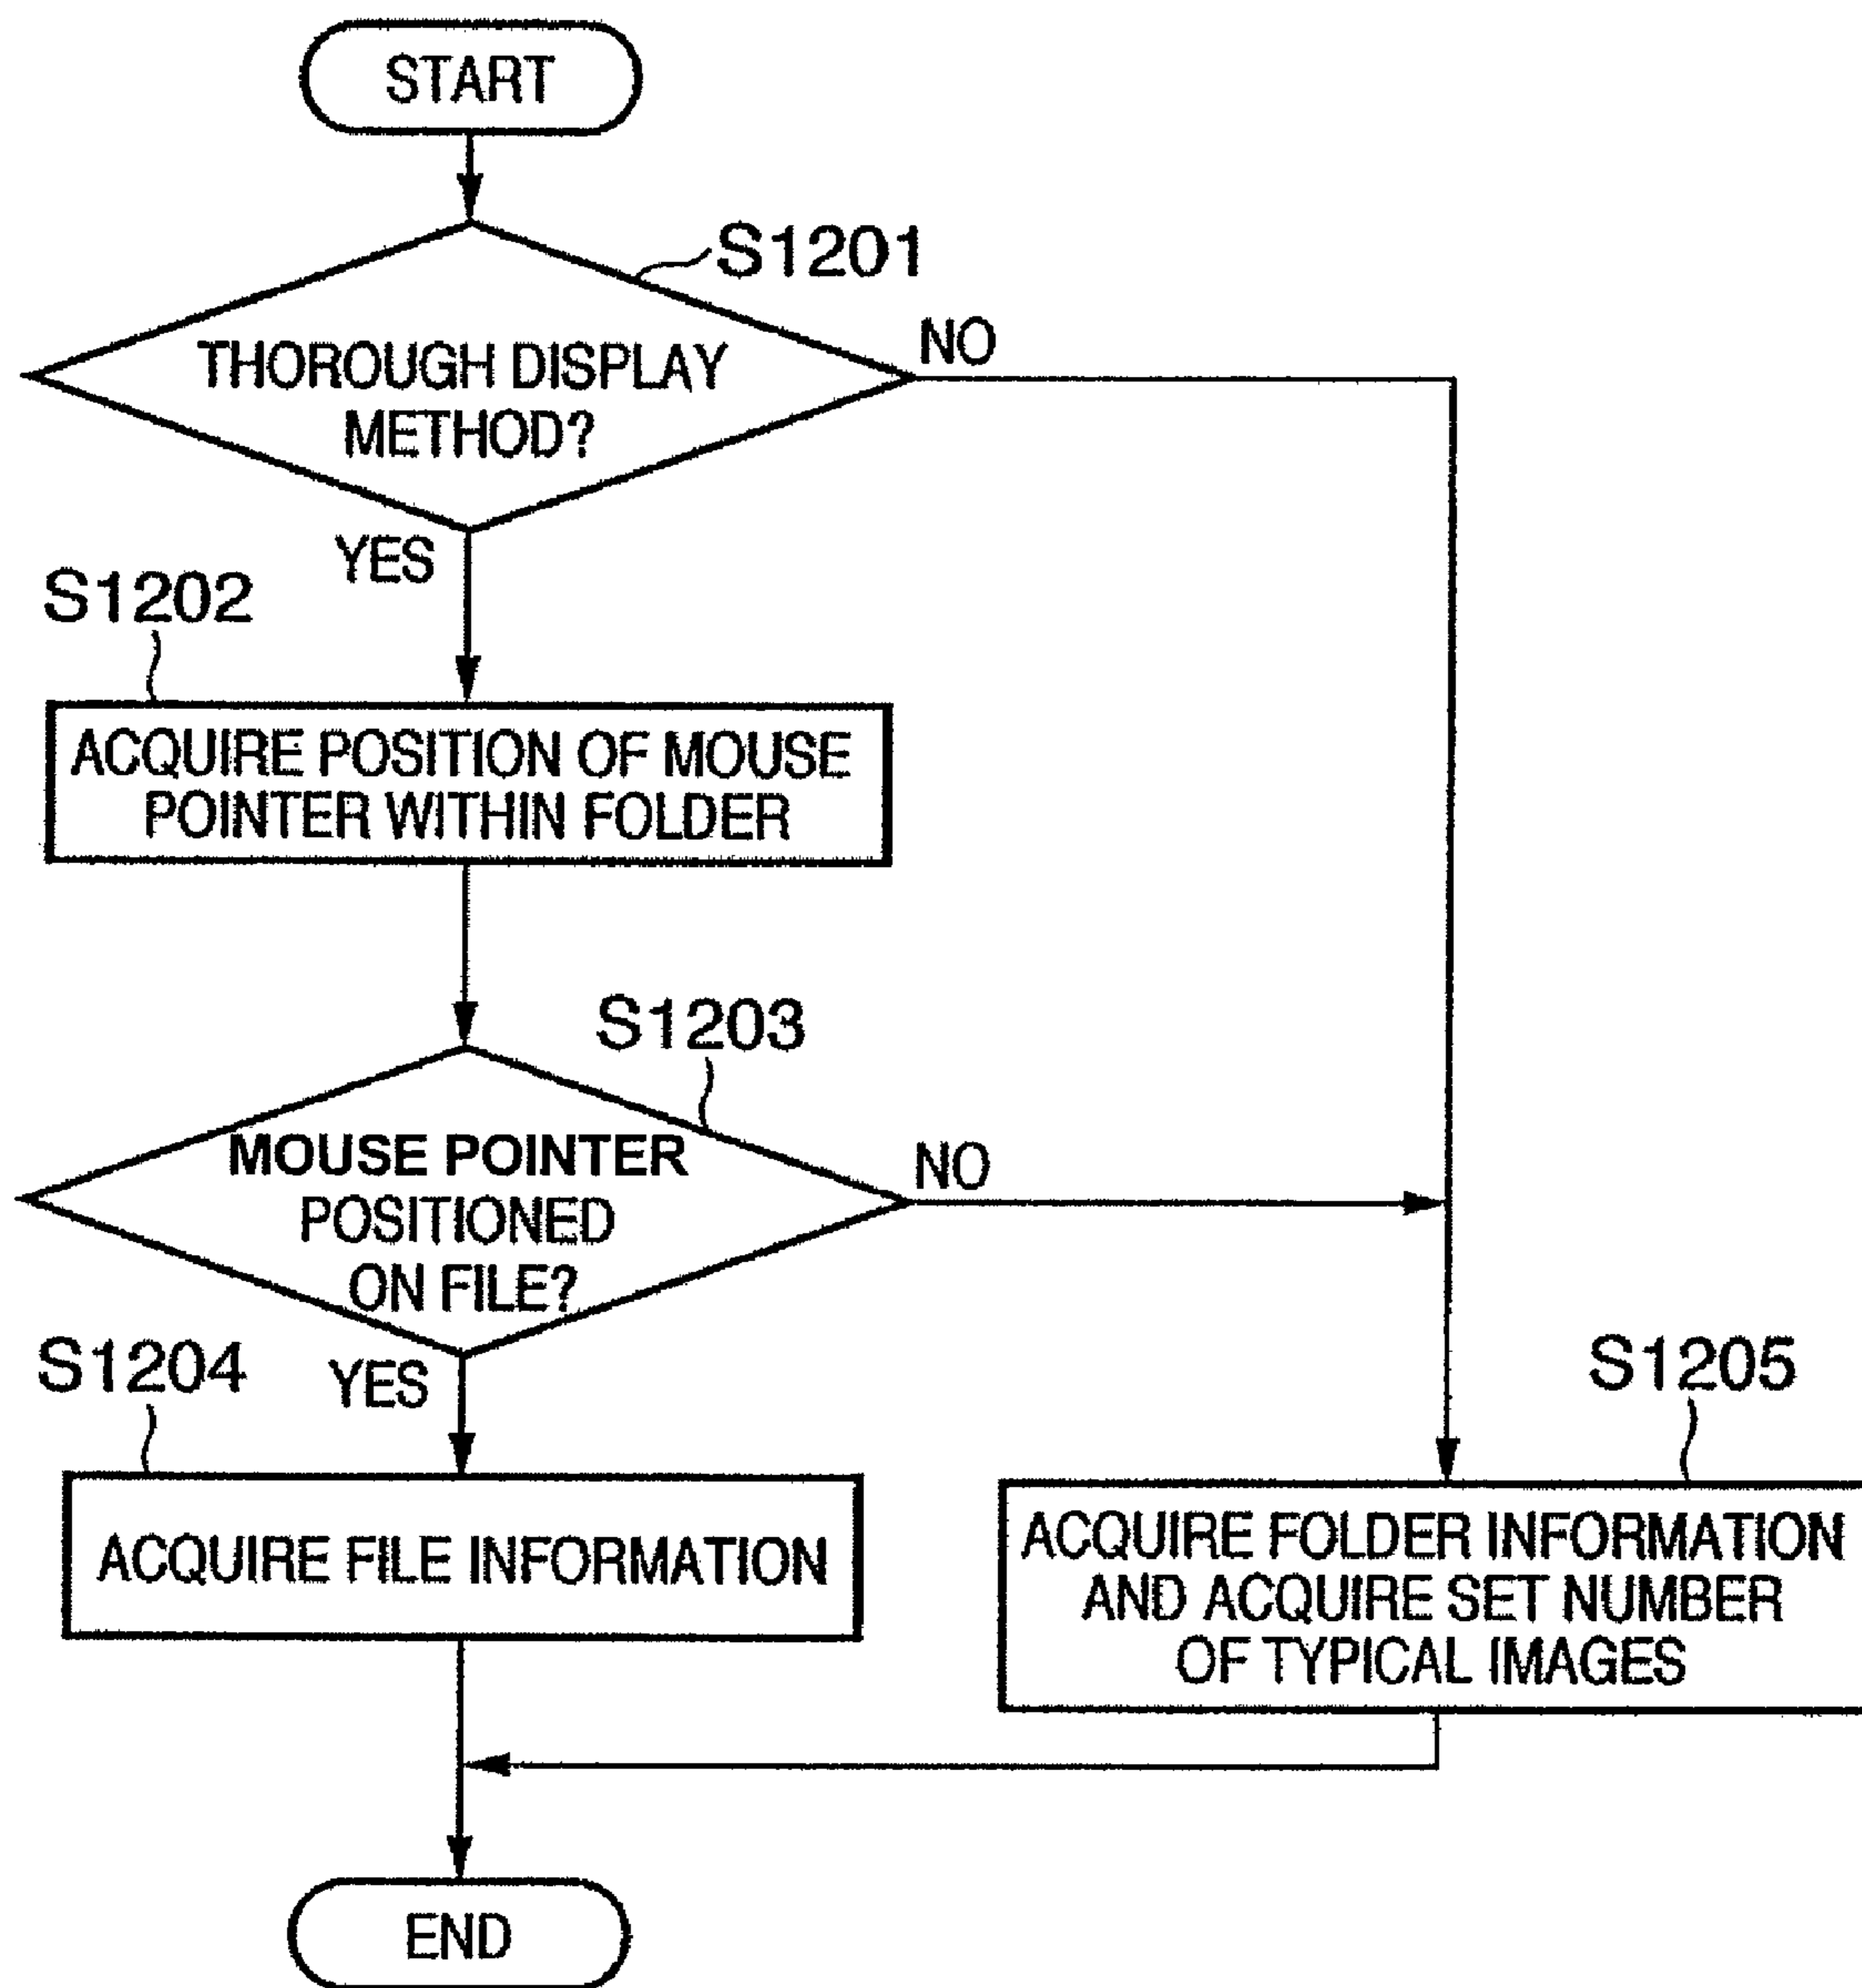 START
S1201
THOROUGH DISPLAY
METHOD?
NO
YES
S1202
ACQUIRE POSITION OF MOUSE
POINTER WITHIN FOLDER
S1203
MOUSE POINTER
POSITIONED
ON FILE?
NO
YES
S1204
ACQUIRE FILE INFORMATION
S1205
ACQUIRE FOLDER INFORMATION
AND ACQUIRE SET NUMBER
OF TYPICAL IMAGES
END